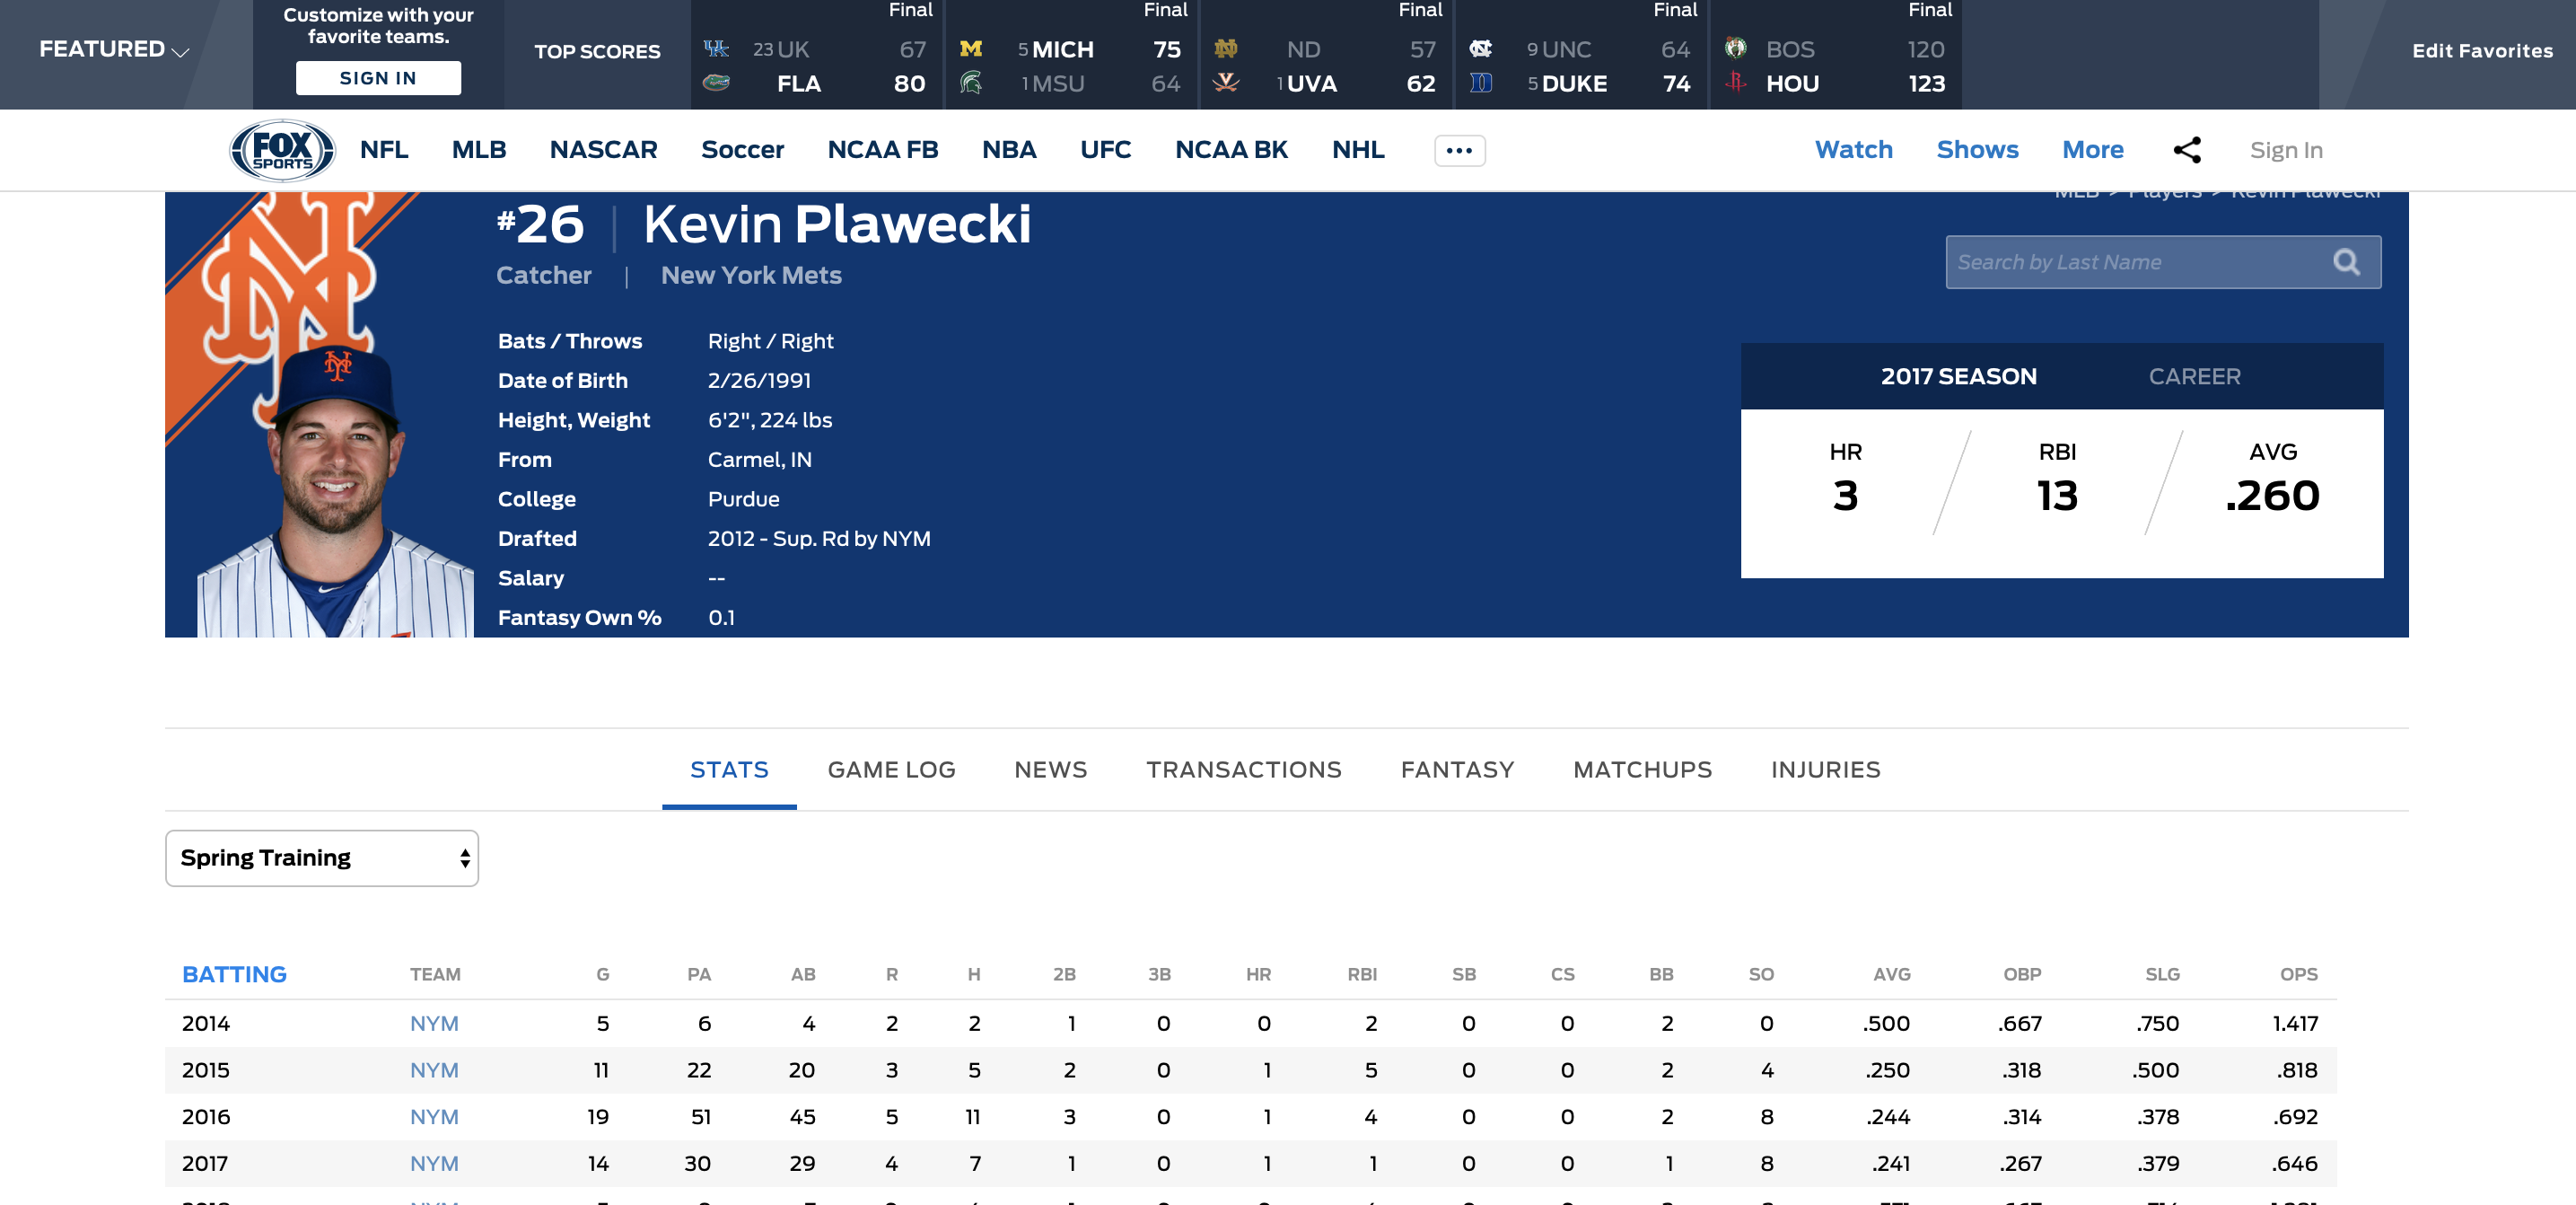 FEATURED
Customize with your
favorite teams.
SIGN IN
TOP SCORES
Final
23 UK 67
FLA 80
Final
5 MICH 75
1 MSU 64
Final
ND 57
1 UVA 62
Final
9 UNC 64
5 DUKE 74
Final
BOS 120
HOU 123
Edit Favorites
FOX SPORTS
NFL MLB NASCAR Soccer NCAA FB NBA UFC NCAA BK NHL ••• Watch Shows More Sign In
MLB > Players > Kevin Plawecki
#26 | Kevin Plawecki
Catcher | New York Mets
Search by Last Name
Bats / Throws Right / Right
Date of Birth 2/26/1991
Height, Weight 6'2", 224 lbs
From Carmel, IN
College Purdue
Drafted 2012 - Sup. Rd by NYM
Salary --
Fantasy Own % 0.1
2017 SEASON CAREER
HR RBI AVG
3 13 .260
STATS GAME LOG NEWS TRANSACTIONS FANTASY MATCHUPS INJURIES
Spring Training
BATTING TEAM G PA AB R H 2B 3B HR RBI SB CS BB SO AVG OBP SLG OPS
2014 NYM 5 6 4 2 2 1 0 0 2 0 0 2 0 .500 .667 .750 1.417
2015 NYM 11 22 20 3 5 2 0 1 5 0 0 2 4 .250 .318 .500 .818
2016 NYM 19 51 45 5 11 3 0 1 4 0 0 2 8 .244 .314 .378 .692
2017 NYM 14 30 29 4 7 1 0 1 1 0 0 1 8 .241 .267 .379 .646